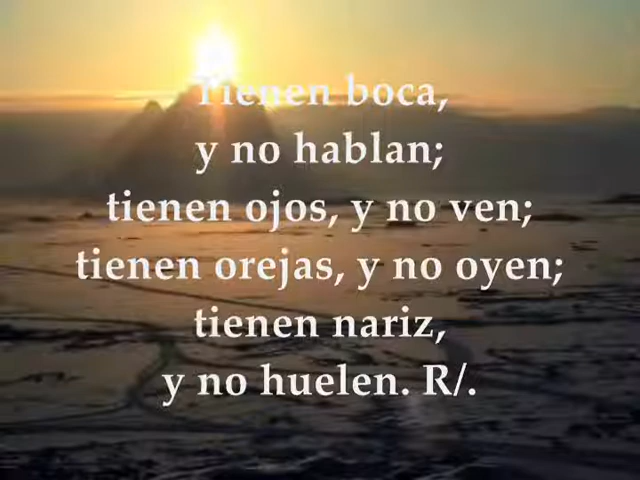 Tienen boca,
y no hablan;
tienen ojos, y no ven;
tienen orejas, y no oyen;
tienen nariz,
y no huelen. R/.